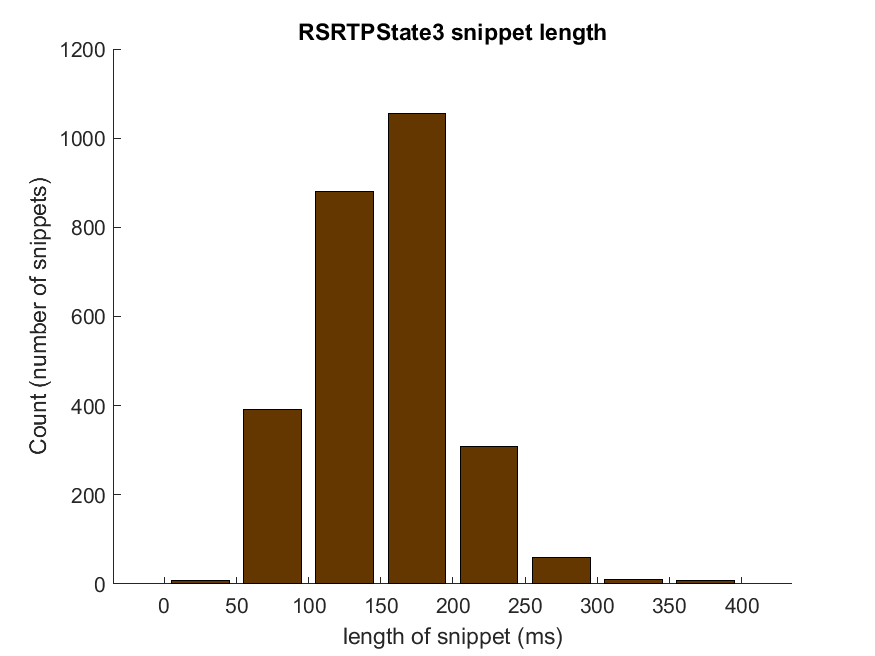 RSRTPState3 snippet length
1200
1000
800
600
400
200
0
Count (number of snippets)
0 50 100 150 200 250 300 350 400
length of snippet (ms)